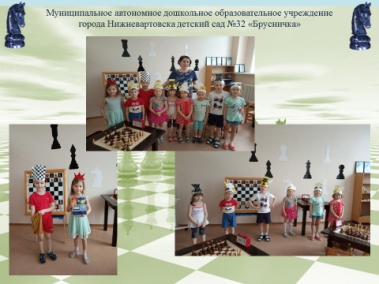 Муниципальное автономное дошкольное образовательное учреждение
города Нижневартовска детский сад №32 «Брусничка»